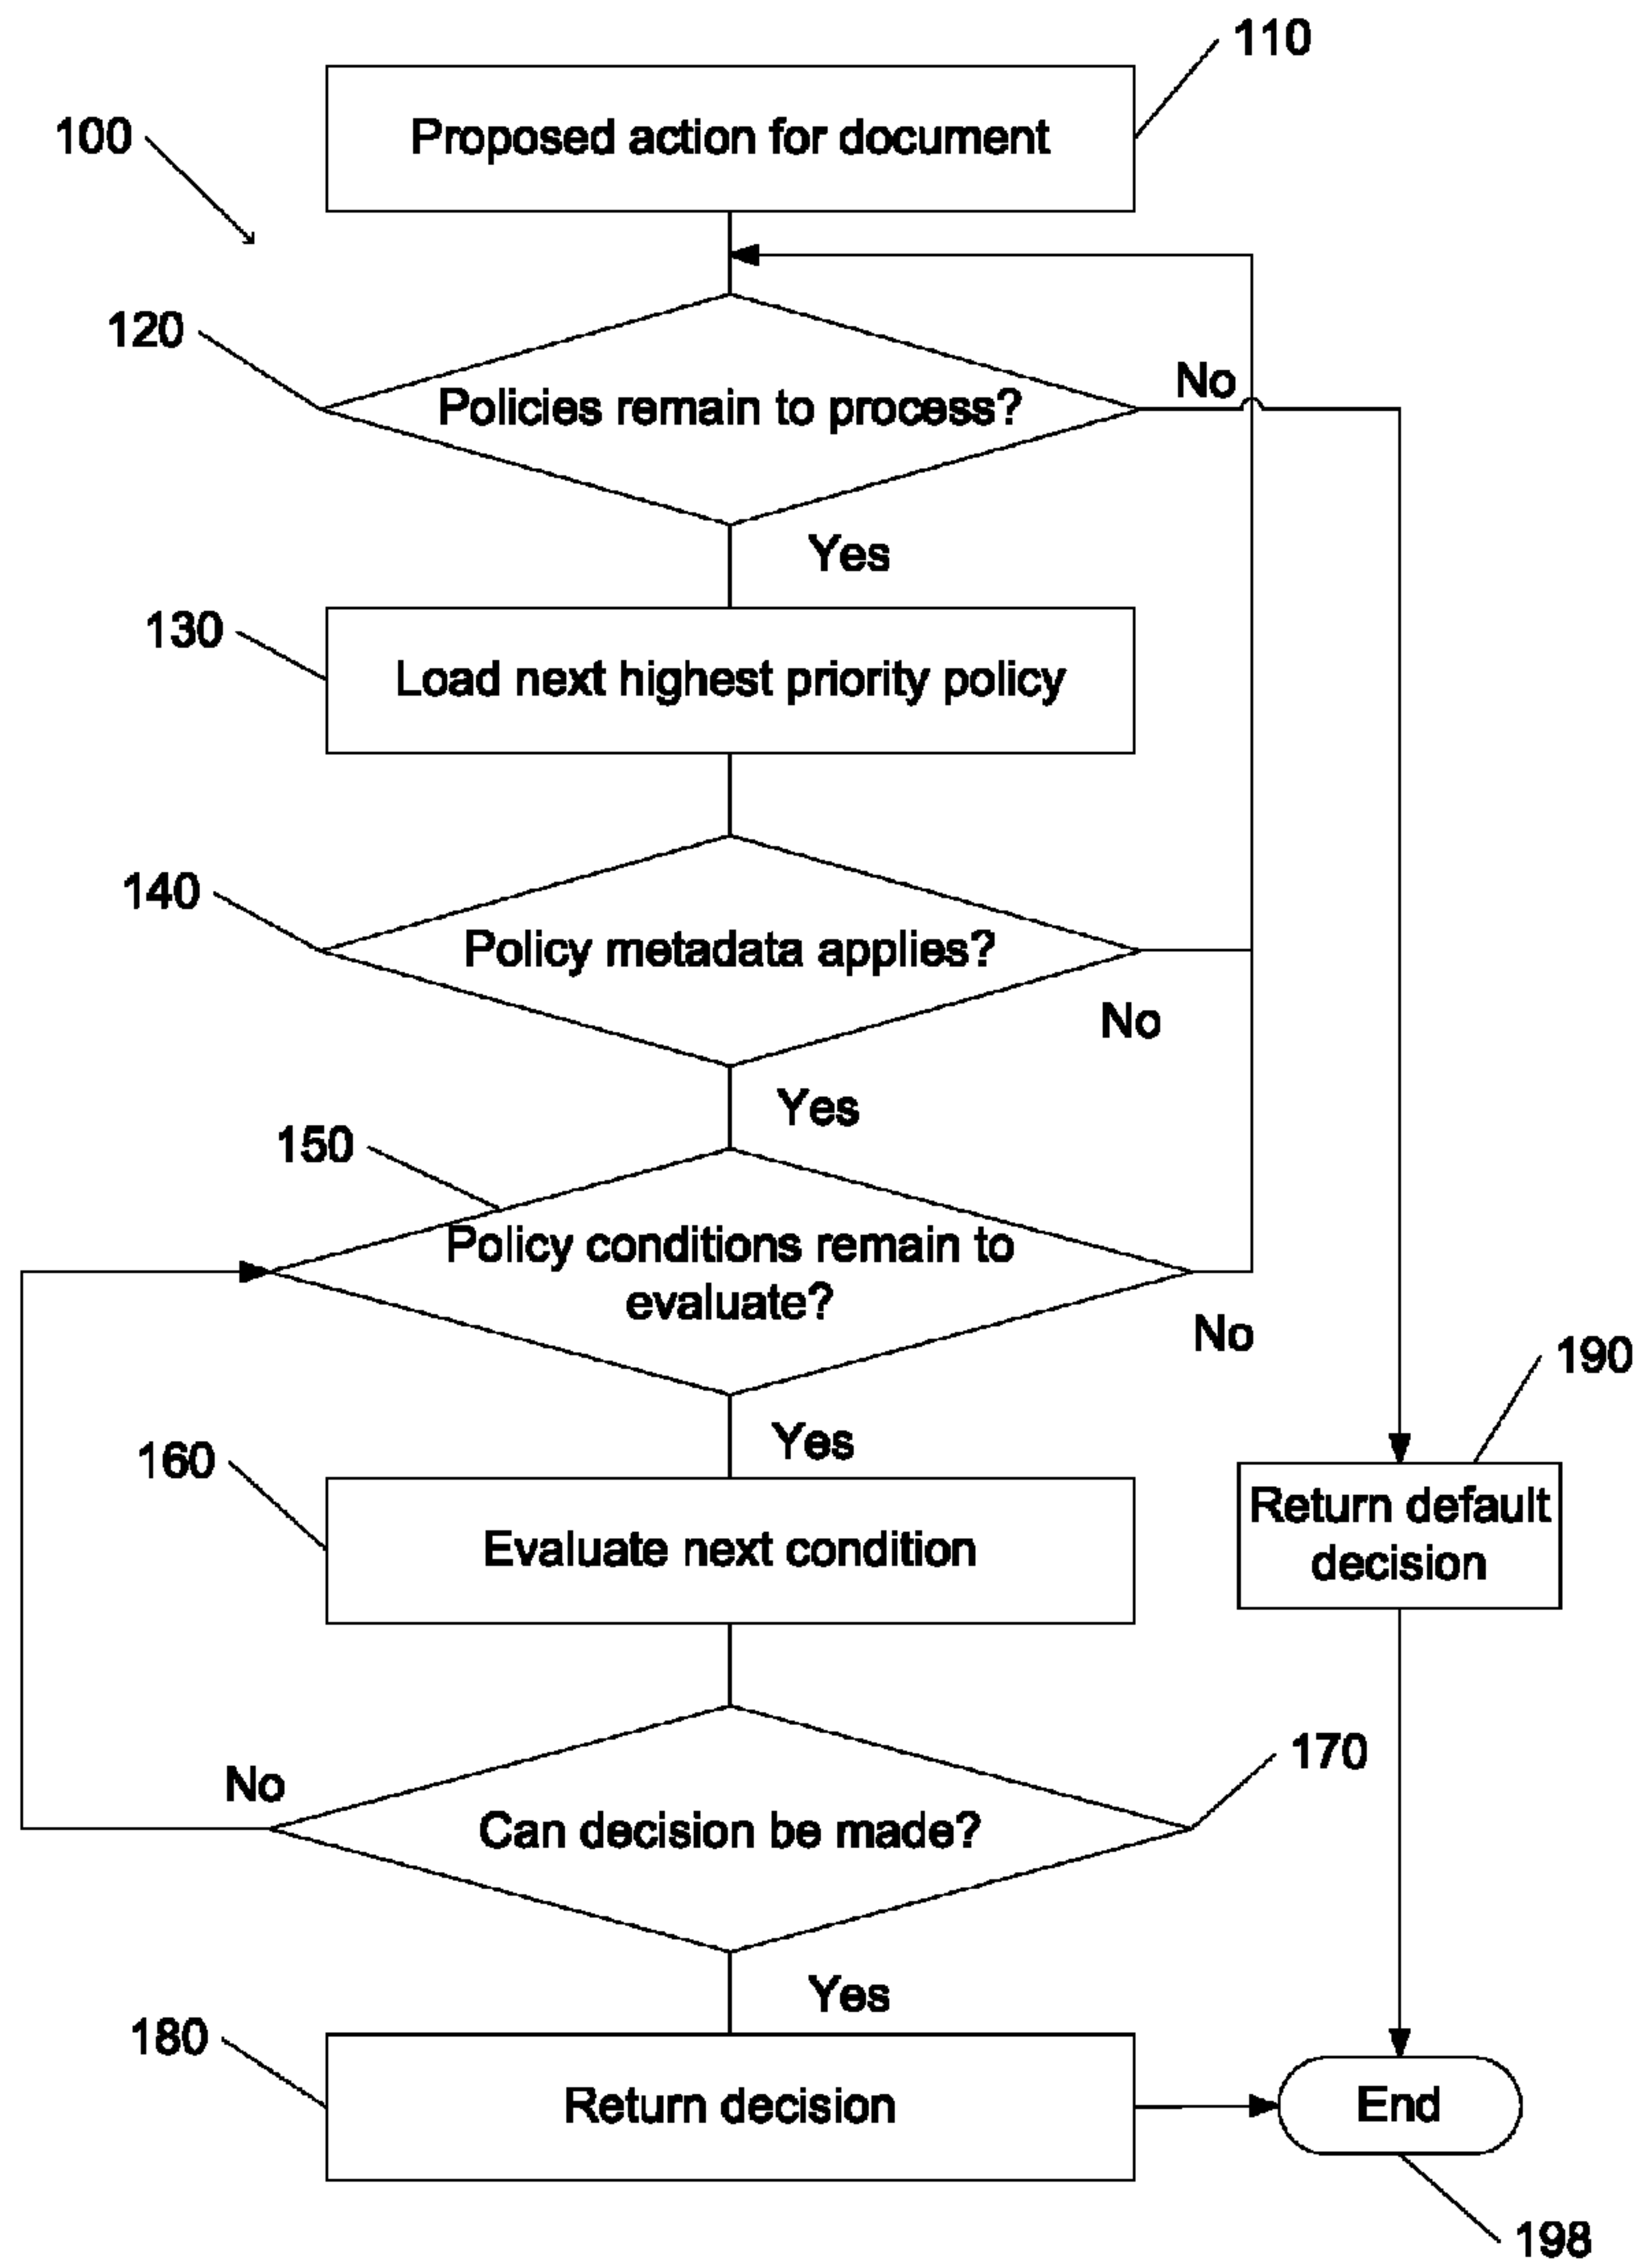 110
Proposed action for document
100
120
Policies remain to process?
No
Yes
130
Load next highest priority policy
140
Policy metadata applies?
No
Yes
150
Policy conditions remain to
evaluate?
No
190
Yes
160
Return default
decision
Evaluate next condition
No
170
Can decision be made?
Yes
180
Return decision
End
198